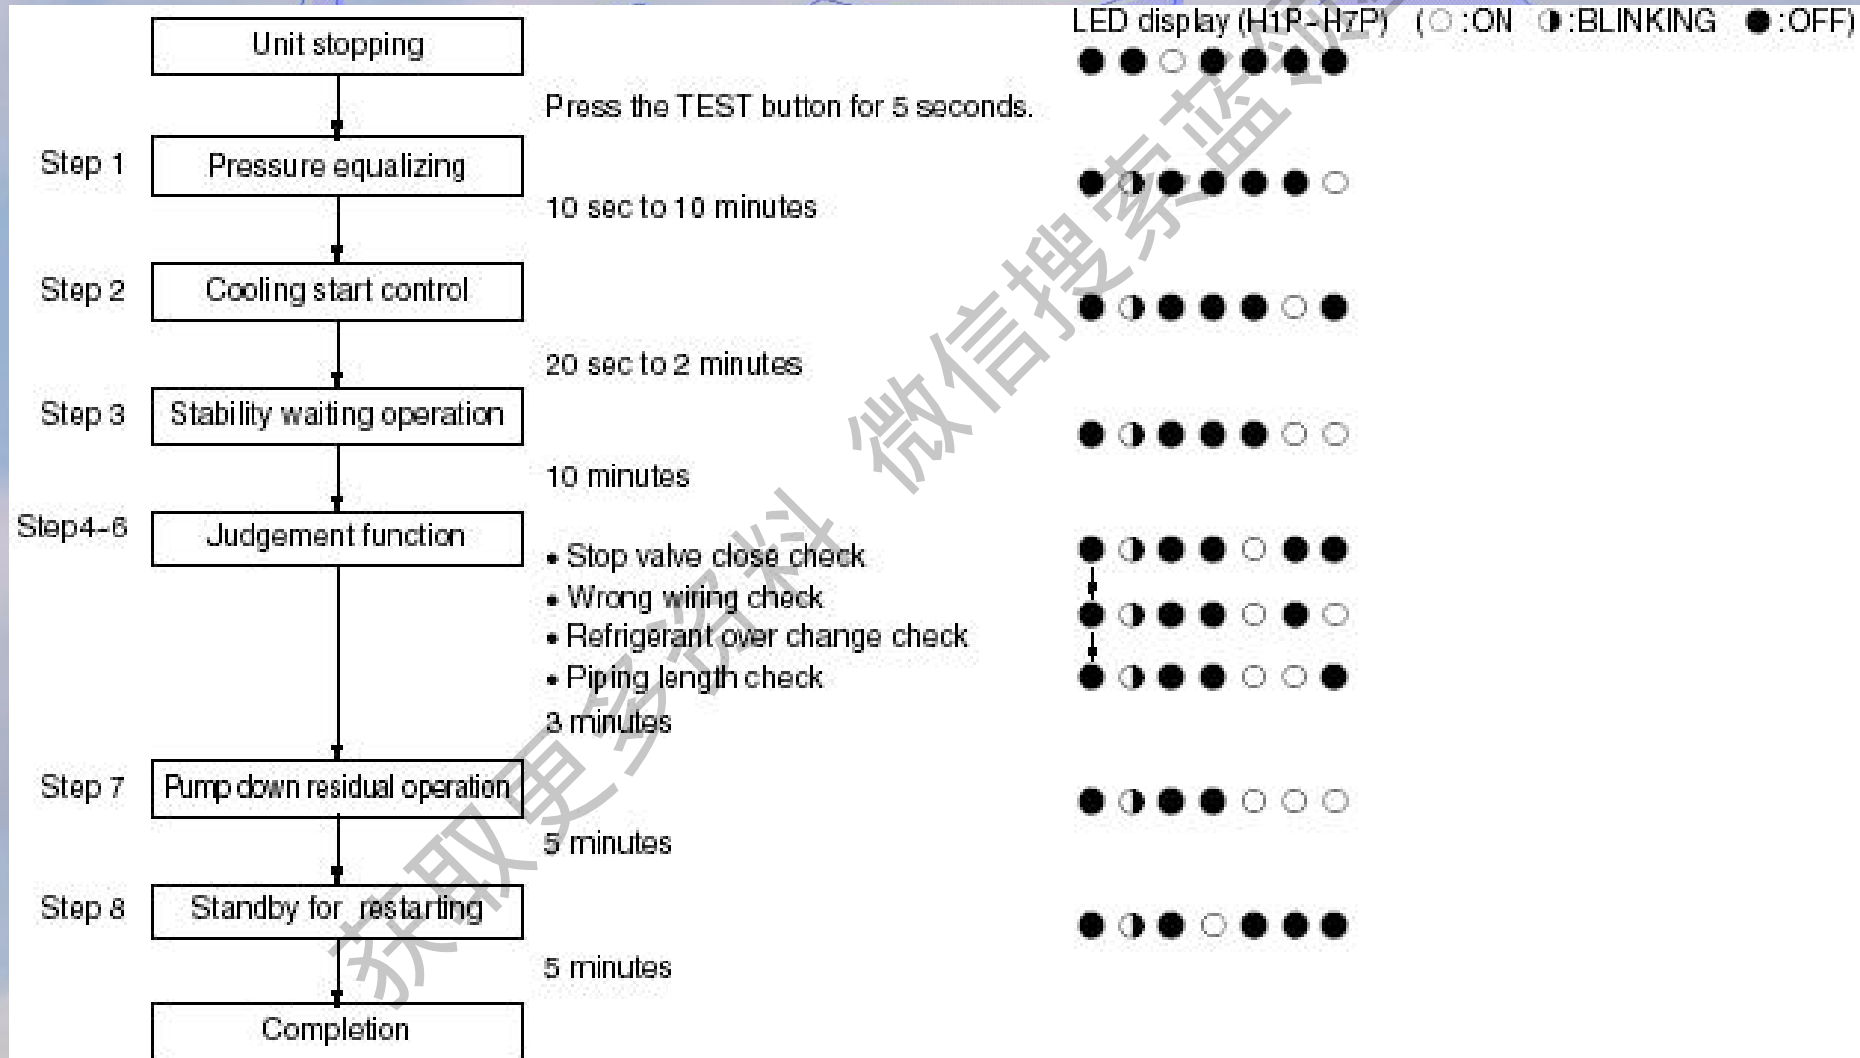 LED display (H1P-H7P) (○:ON ◑:BLINKING ●:OFF)
Unit stopping
●●○●●●●
Press the TEST button for 5 seconds.
Step 1 Pressure equalizing
●◑●●●●○
10 sec to 10 minutes
Step 2 Cooling start control
●◑●●●○●
20 sec to 2 minutes
Step 3 Stability waiting operation
●◑●●●○○
10 minutes
Step4-6 Judgement function
• Stop valve close check
●◑●●○●●
• Wrong wiring check
●◑●●○●○
• Refrigerant over change check
• Piping length check
●◑●●○○●
3 minutes
Step 7 Pump down residual operation
●◑●●○○○
5 minutes
Step 8 Standby for restarting
●◑●○●●●
5 minutes
Completion
获取更多资料 微信搜索蓝领